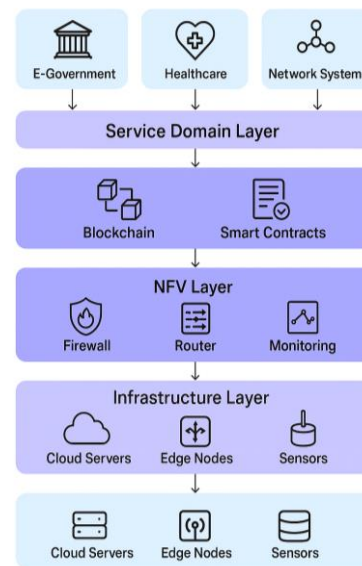 E-Government Healthcare Network System
Service Domain Layer
Blockchain Smart Contracts
NFV Layer
Firewall Router Monitoring
Infrastructure Layer
Cloud Servers Edge Nodes Sensors
Cloud Servers Edge Nodes Sensors